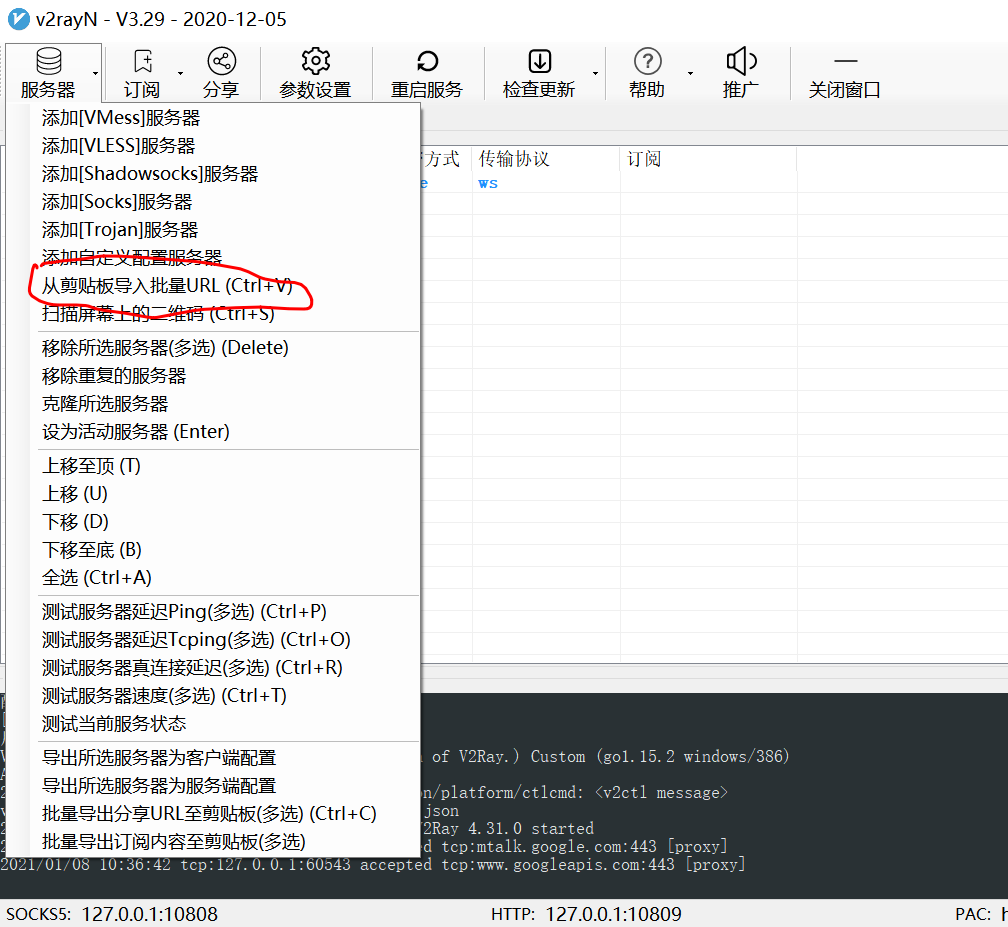 v2rayN - V3.29 - 2020-12-05
服务器 订阅 分享 参数设置 重启服务 检查更新 帮助 推广 关闭窗口
添加[VMess]服务器
添加[VLESS]服务器
方式 传输协议 订阅
添加[Shadowsocks]服务器
ws
添加[Socks]服务器
添加[Trojan]服务器
添加自定义配置服务器
从剪贴板导入批量URL (Ctrl+V)
扫描屏幕上的二维码 (Ctrl+S)
移除所选服务器(多选) (Delete)
移除重复的服务器
克隆所选服务器
设为活动服务器 (Enter)
上移至顶 (T)
上移 (U)
下移 (D)
下移至底 (B)
全选 (Ctrl+A)
测试服务器延迟Ping(多选) (Ctrl+P)
测试服务器延迟Tcping(多选) (Ctrl+O)
测试服务器真连接延迟(多选) (Ctrl+R)
测试服务器速度(多选) (Ctrl+T)
测试当前服务状态
导出所选服务器为客户端配置
导出所选服务器为服务端配置
批量导出分享URL至剪贴板(多选) (Ctrl+C)
批量导出订阅内容至剪贴板(多选)
of V2Ray.) Custom (go1.15.2 windows/386)
on/platform/ctlcmd: <v2ctl message>
json
V2Ray 4.31.0 started
d tcp:mtalk.google.com:443 [proxy]
2021/01/08 10:36:42 tcp:127.0.0.1:60543 accepted tcp:www.googleapis.com:443 [proxy]
SOCKS5: 127.0.0.1:10808 HTTP: 127.0.0.1:10809 PAC: